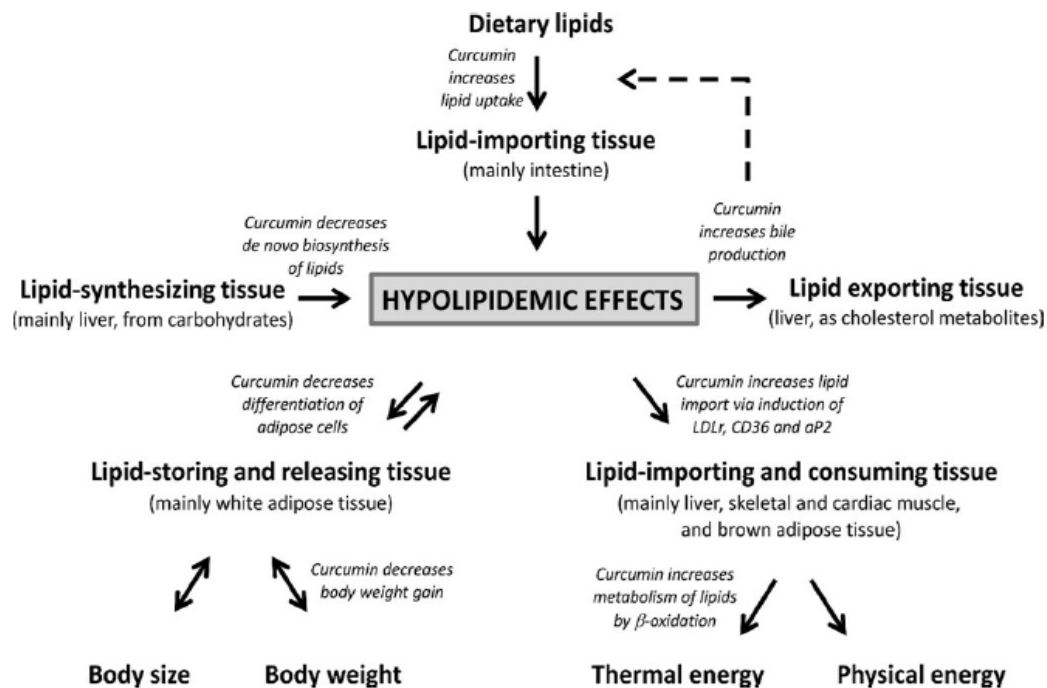 Dietary lipids
Curcumin
increases
lipid uptake
Lipid-importing tissue
(mainly intestine)
Curcumin decreases
de novo biosynthesis
of lipids
Curcumin
increases bile
production
Lipid-synthesizing tissue
(mainly liver, from carbohydrates)
HYPOLIPIDEMIC EFFECTS
Lipid exporting tissue
(liver, as cholesterol metabolites)
Curcumin decreases
differentiation of
adipose cells
Curcumin increases lipid
import via induction of
LDLr, CD36 and aP2
Lipid-storing and releasing tissue
(mainly white adipose tissue)
Lipid-importing and consuming tissue
(mainly liver, skeletal and cardiac muscle,
and brown adipose tissue)
Curcumin decreases
body weight gain
Curcumin increases
metabolism of lipids
by β-oxidation
Body size
Body weight
Thermal energy
Physical energy